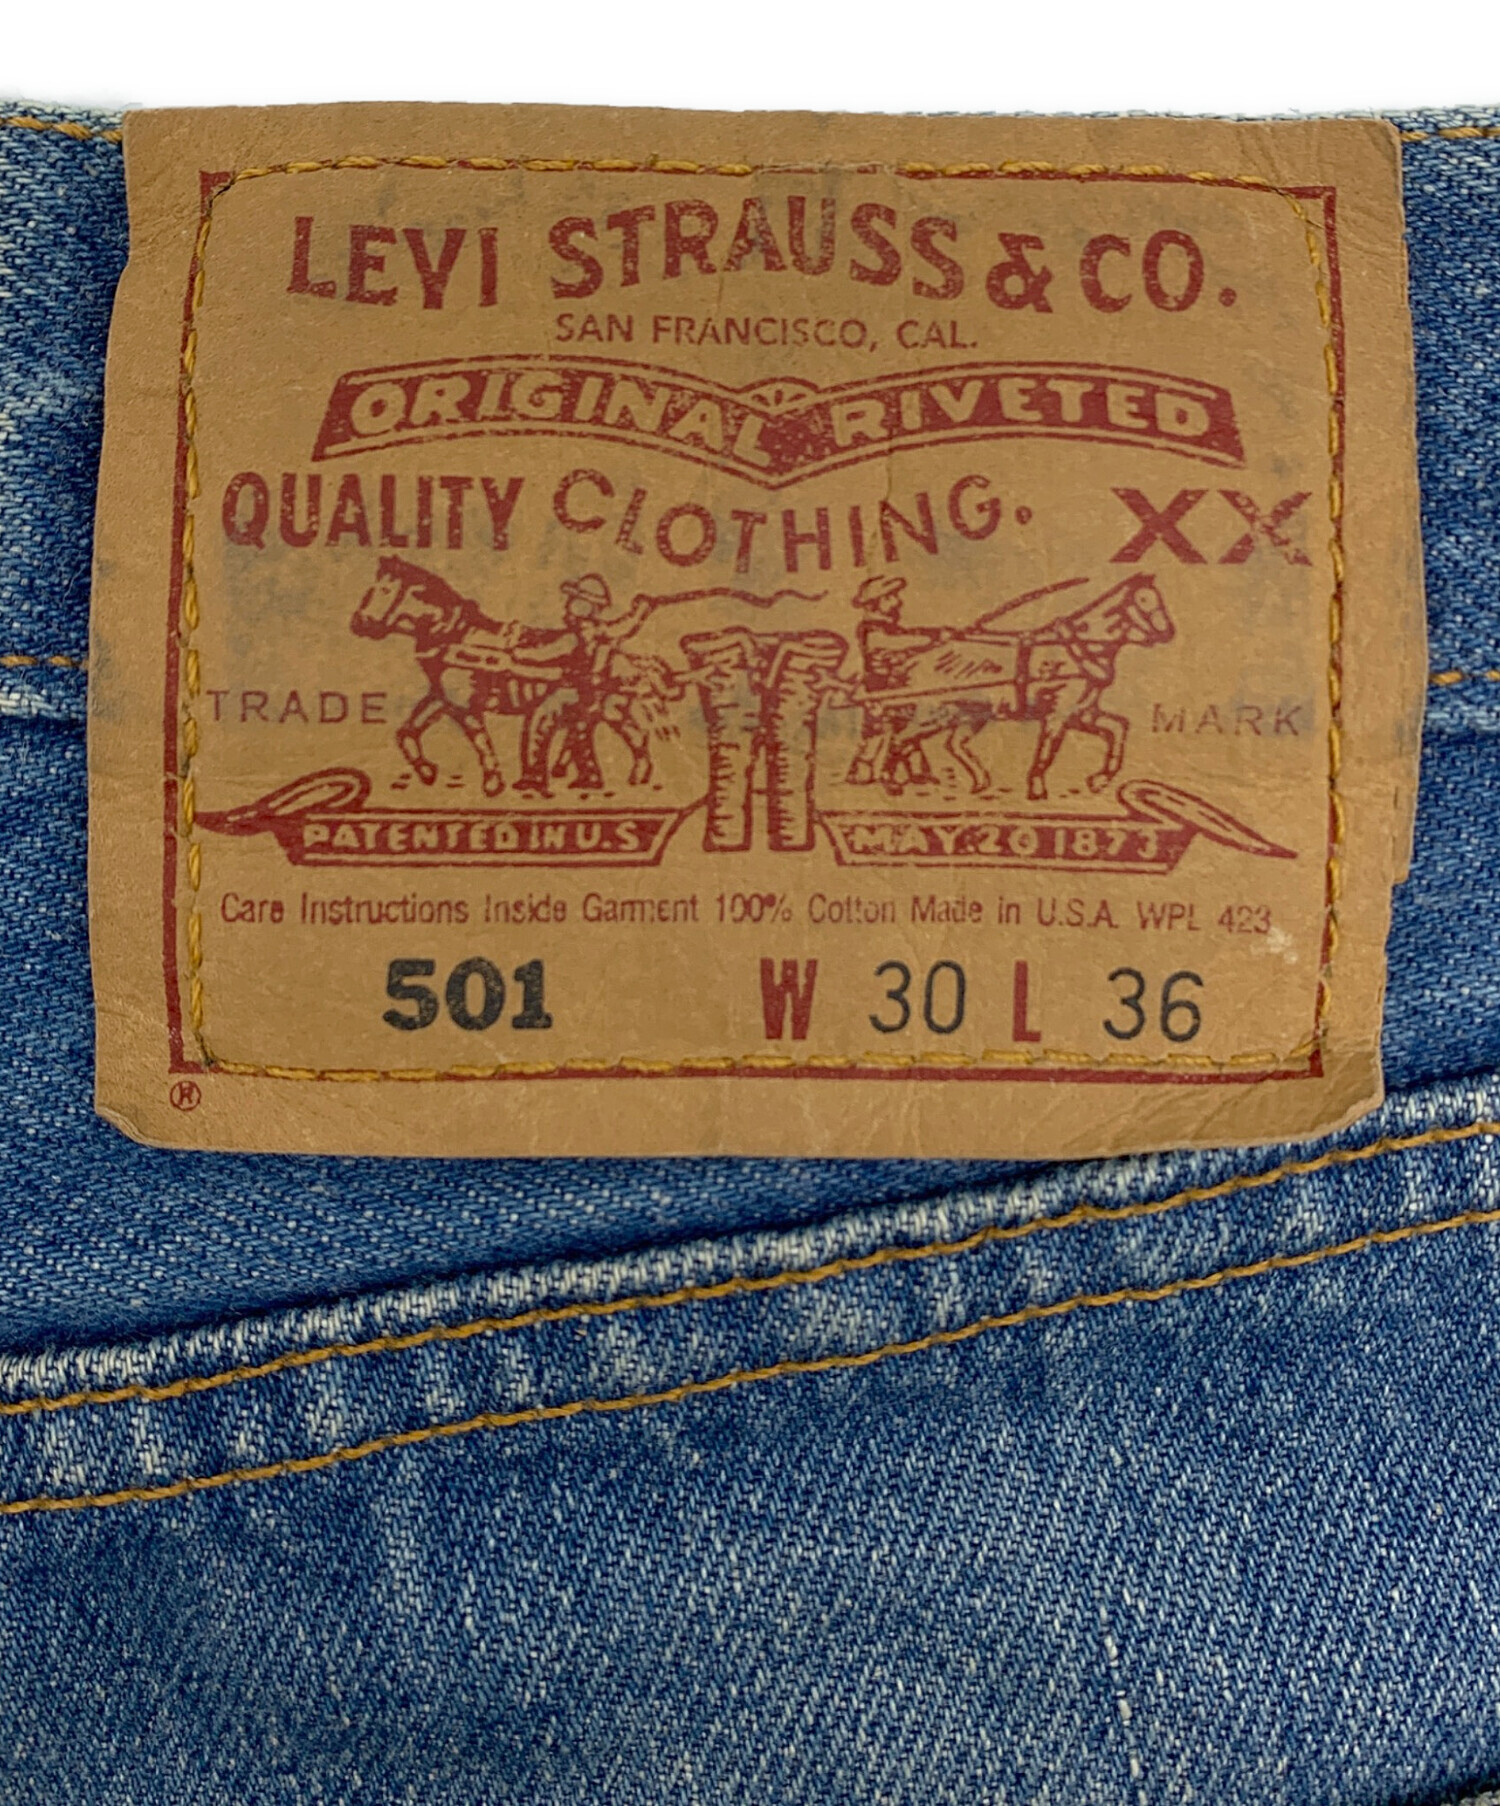 LEVI STRAUSS & CO.
SAN FRANCISCO, CAL.
ORIGINAL RIVETED
QUALITY CLOTHING. XX
TRADE MARK
PATENTED IN U.S MAY.20 1873
Care Instructions Inside Garment 100% Cotton Made in U.S.A. WPL 423
501 W 30 L 36
®